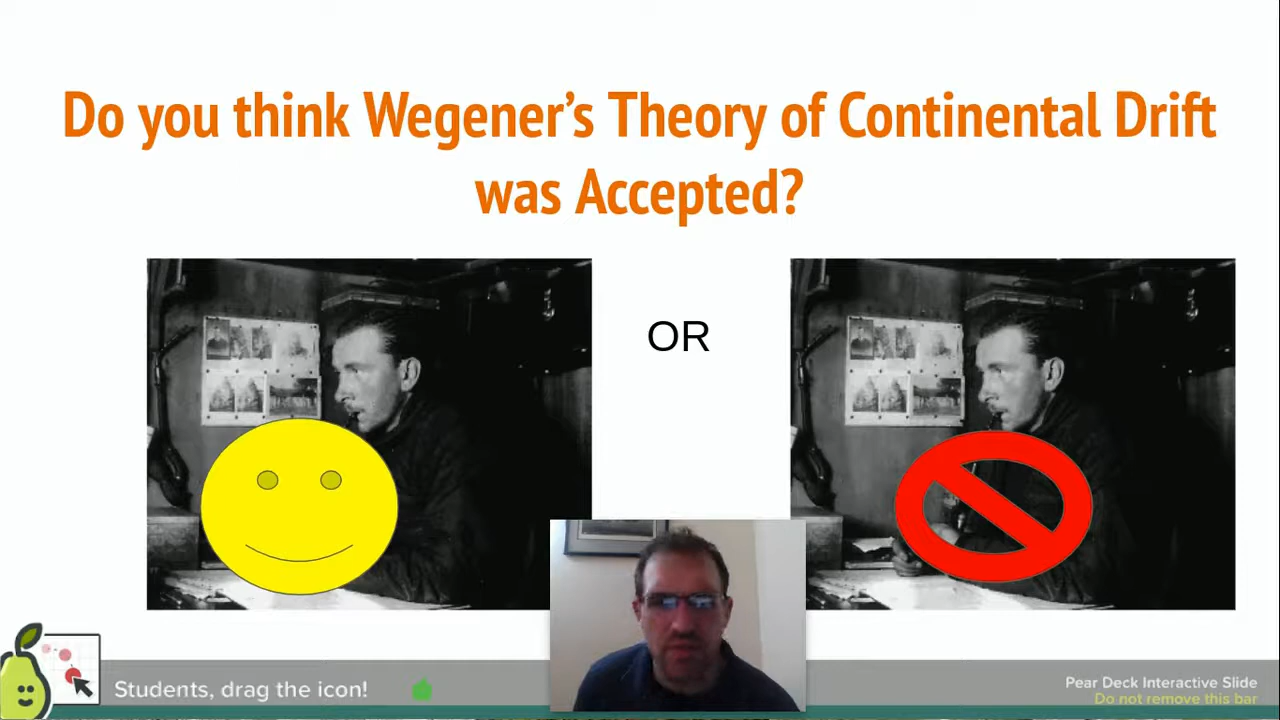 Do you think Wegener’s Theory of Continental Drift
was Accepted?
OR
Students, drag the icon!
Pear Deck Interactive Slide
Do not remove this bar